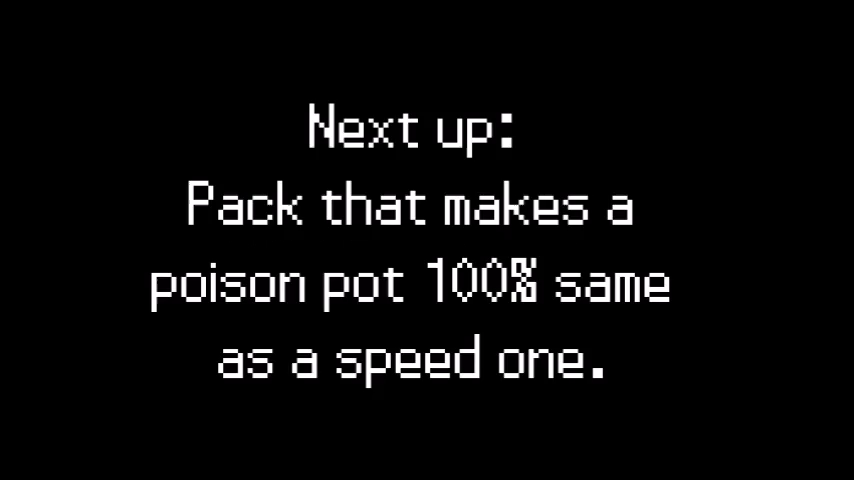 Next up:
Pack that makes a
poison pot 100% same
as a speed one.